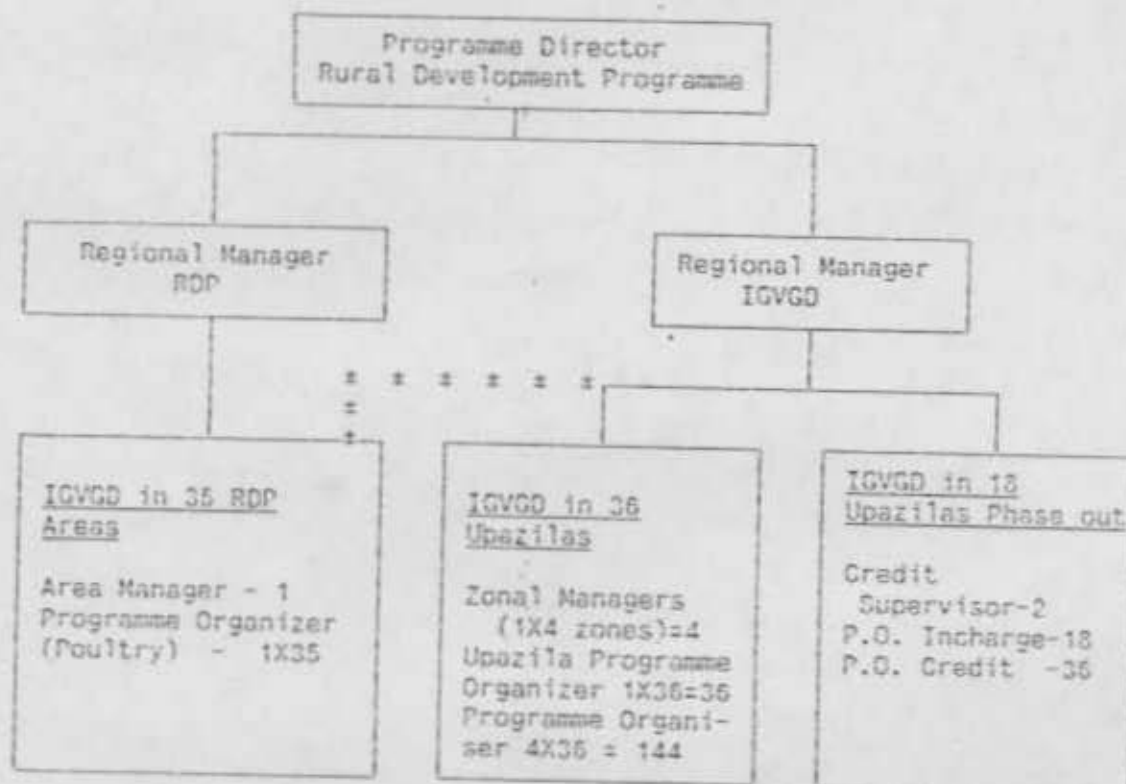 Programme Director
Rural Development Programme
Regional Manager
RDP
Regional Manager
IGVGD
IGVGD in 35 RDP
Areas
Area Manager - 1
Programme Organizer
(Poultry) - 1X35
IGVGD in 36
Upazilas
Zonal Managers
(1X4 zones)=4
Upazila Programme
Organizer 1X36=36
Programme Organi-
ser 4X36 = 144
IGVGD in 18
Upazilas Phase out
Credit
Supervisor-2
P.O. Incharge-18
P.O. Credit -36